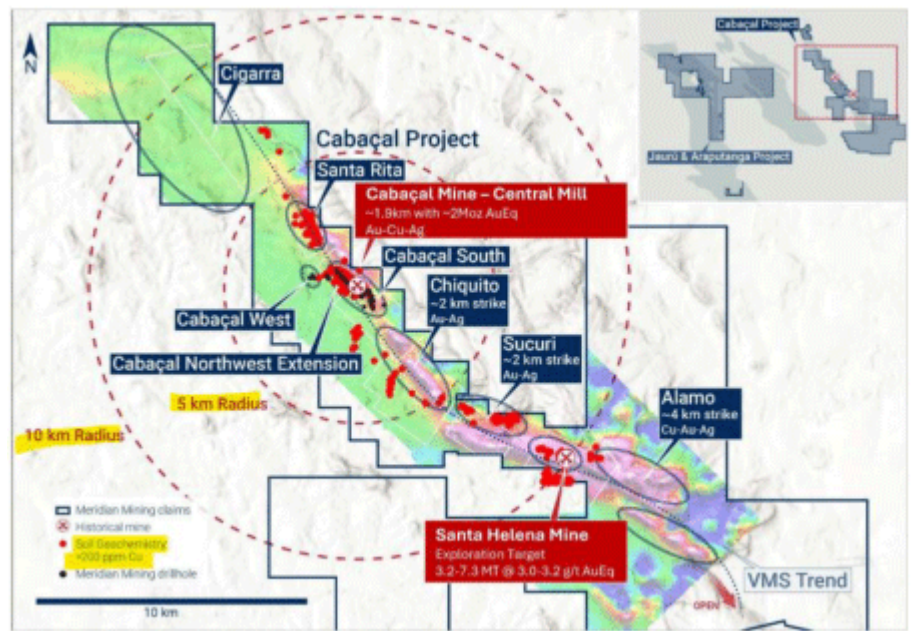 N
Cigarra
Cabaçal Project
Santa Rita
Cabaçal Mine – Central Mill
~1.9km with ~2Moz AuEq
Au-Cu-Ag
Cabaçal South
Chiquito
~2 km strike
Au-Ag
Cabaçal West
Cabaçal Northwest Extension
Sucuri
~2 km strike
Au-Ag
Alamo
~4 km strike
Cu-Au-Ag
5 km Radius
10 km Radius
Meridian Mining claims
Historical mine
Soil Geochemistry
>200 ppm Cu
Meridian Mining drillhole
10 km
Santa Helena Mine
Exploration Target
3.2-7.3 MT @ 3.0-3.2 g/t AuEq
VMS Trend
OPEN
Cabaçal Project
Jaurú & Araputanga Project